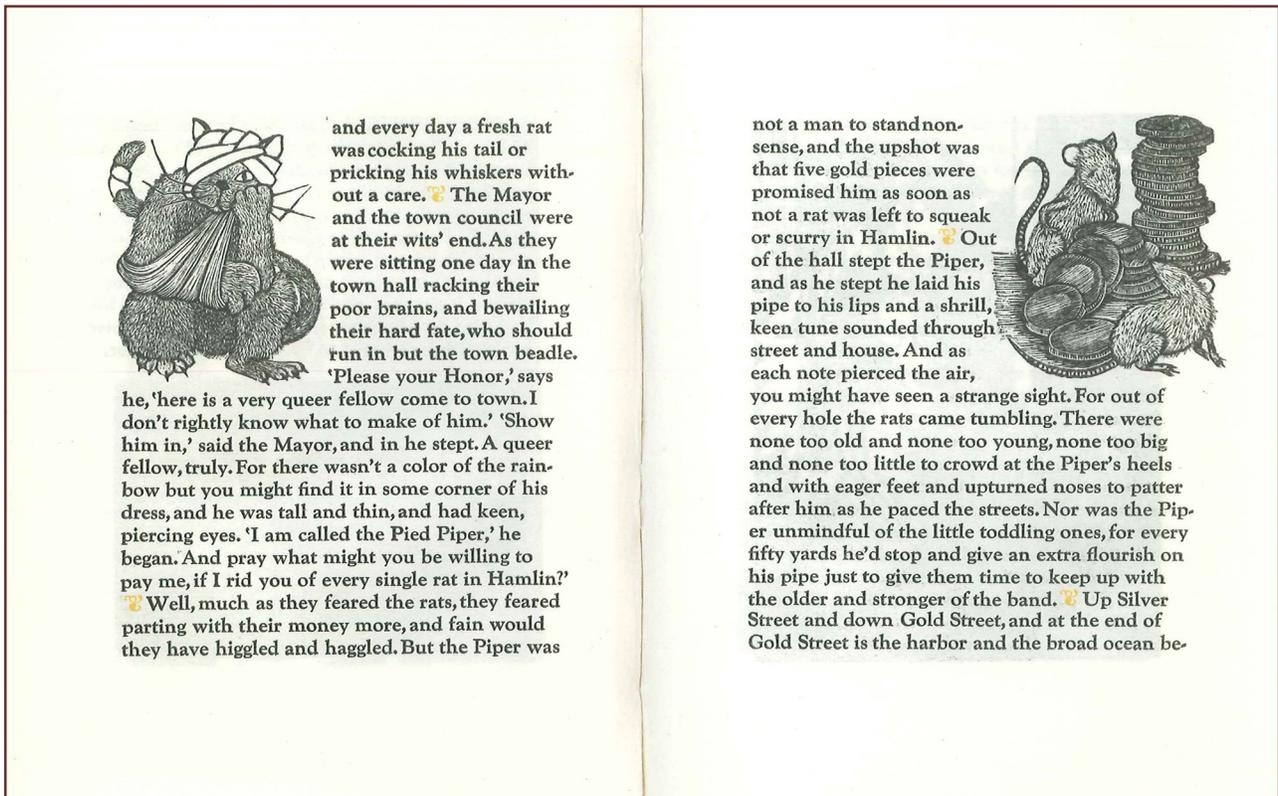 and every day a fresh rat
was cocking his tail or
pricking his whiskers with-
out a care. The Mayor
and the town council were
at their wits' end. As they
were sitting one day in the
town hall racking their
poor brains, and bewailing
their hard fate, who should
run in but the town beadle.
'Please your Honor,' says
he, 'here is a very queer fellow come to town. I
don't rightly know what to make of him.' 'Show
him in,' said the Mayor, and in he stept. A queer
fellow, truly. For there wasn't a color of the rain-
bow but you might find it in some corner of his
dress, and he was tall and thin, and had keen,
piercing eyes. 'I am called the Pied Piper,' he
began. And pray what might you be willing to
pay me, if I rid you of every single rat in Hamlin?'
Well, much as they feared the rats, they feared
parting with their money more, and fain would
they have higgled and haggled. But the Piper was
not a man to stand non-
sense, and the upshot was
that five gold pieces were
promised him as soon as
not a rat was left to squeak
or scurry in Hamlin. Out
of the hall stept the Piper,
and as he stept he laid his
pipe to his lips and a shrill,
keen tune sounded through
street and house. And as
each note pierced the air,
you might have seen a strange sight. For out of
every hole the rats came tumbling. There were
none too old and none too young, none too big
and none too little to crowd at the Piper's heels
and with eager feet and upturned noses to patter
after him as he paced the streets. Nor was the Pip-
er unmindful of the little toddling ones, for every
fifty yards he'd stop and give an extra flourish on
his pipe just to give them time to keep up with
the older and stronger of the band. Up Silver
Street and down Gold Street, and at the end of
Gold Street is the harbor and the broad ocean be-